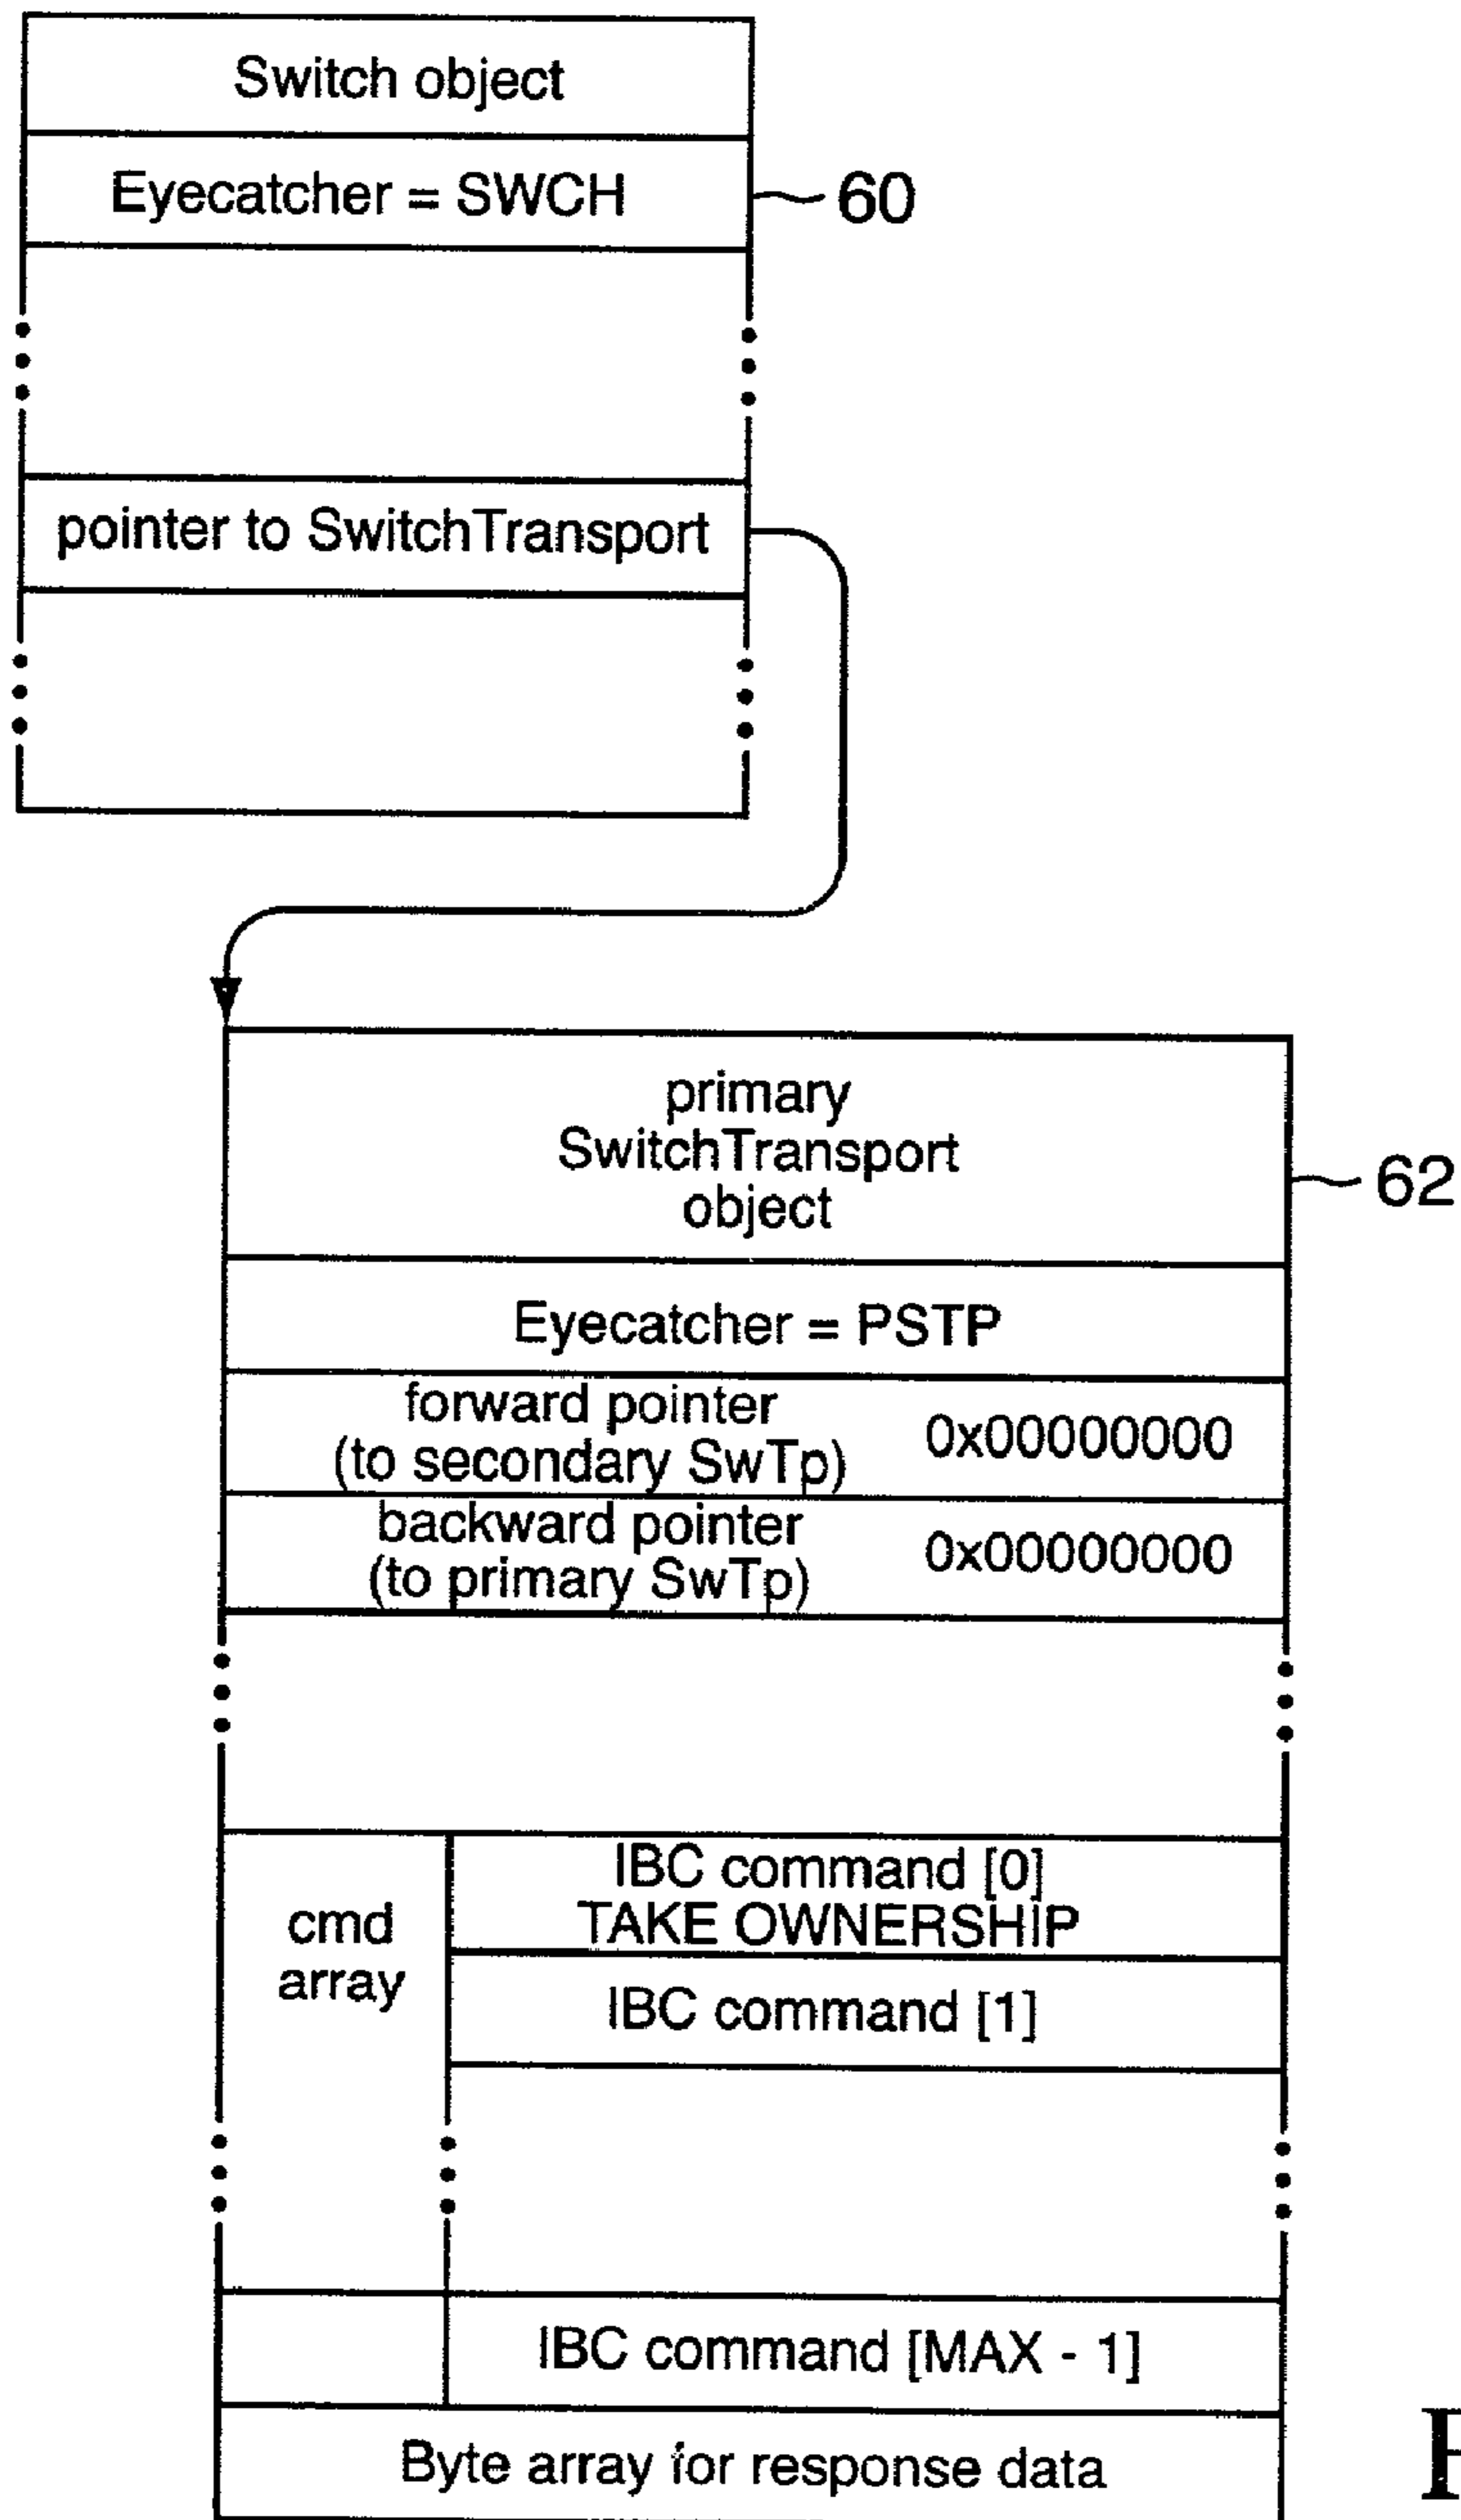 Switch object
Eyecatcher = SWCH
60
pointer to SwitchTransport
primary
SwitchTransport
object
62
Eyecatcher = PSTP
forward pointer
(to secondary SwTp)
0x00000000
backward pointer
(to primary SwTp)
0x00000000
cmd
array
IBC command [0]
TAKE OWNERSHIP
IBC command [1]
IBC command [MAX - 1]
Byte array for response data